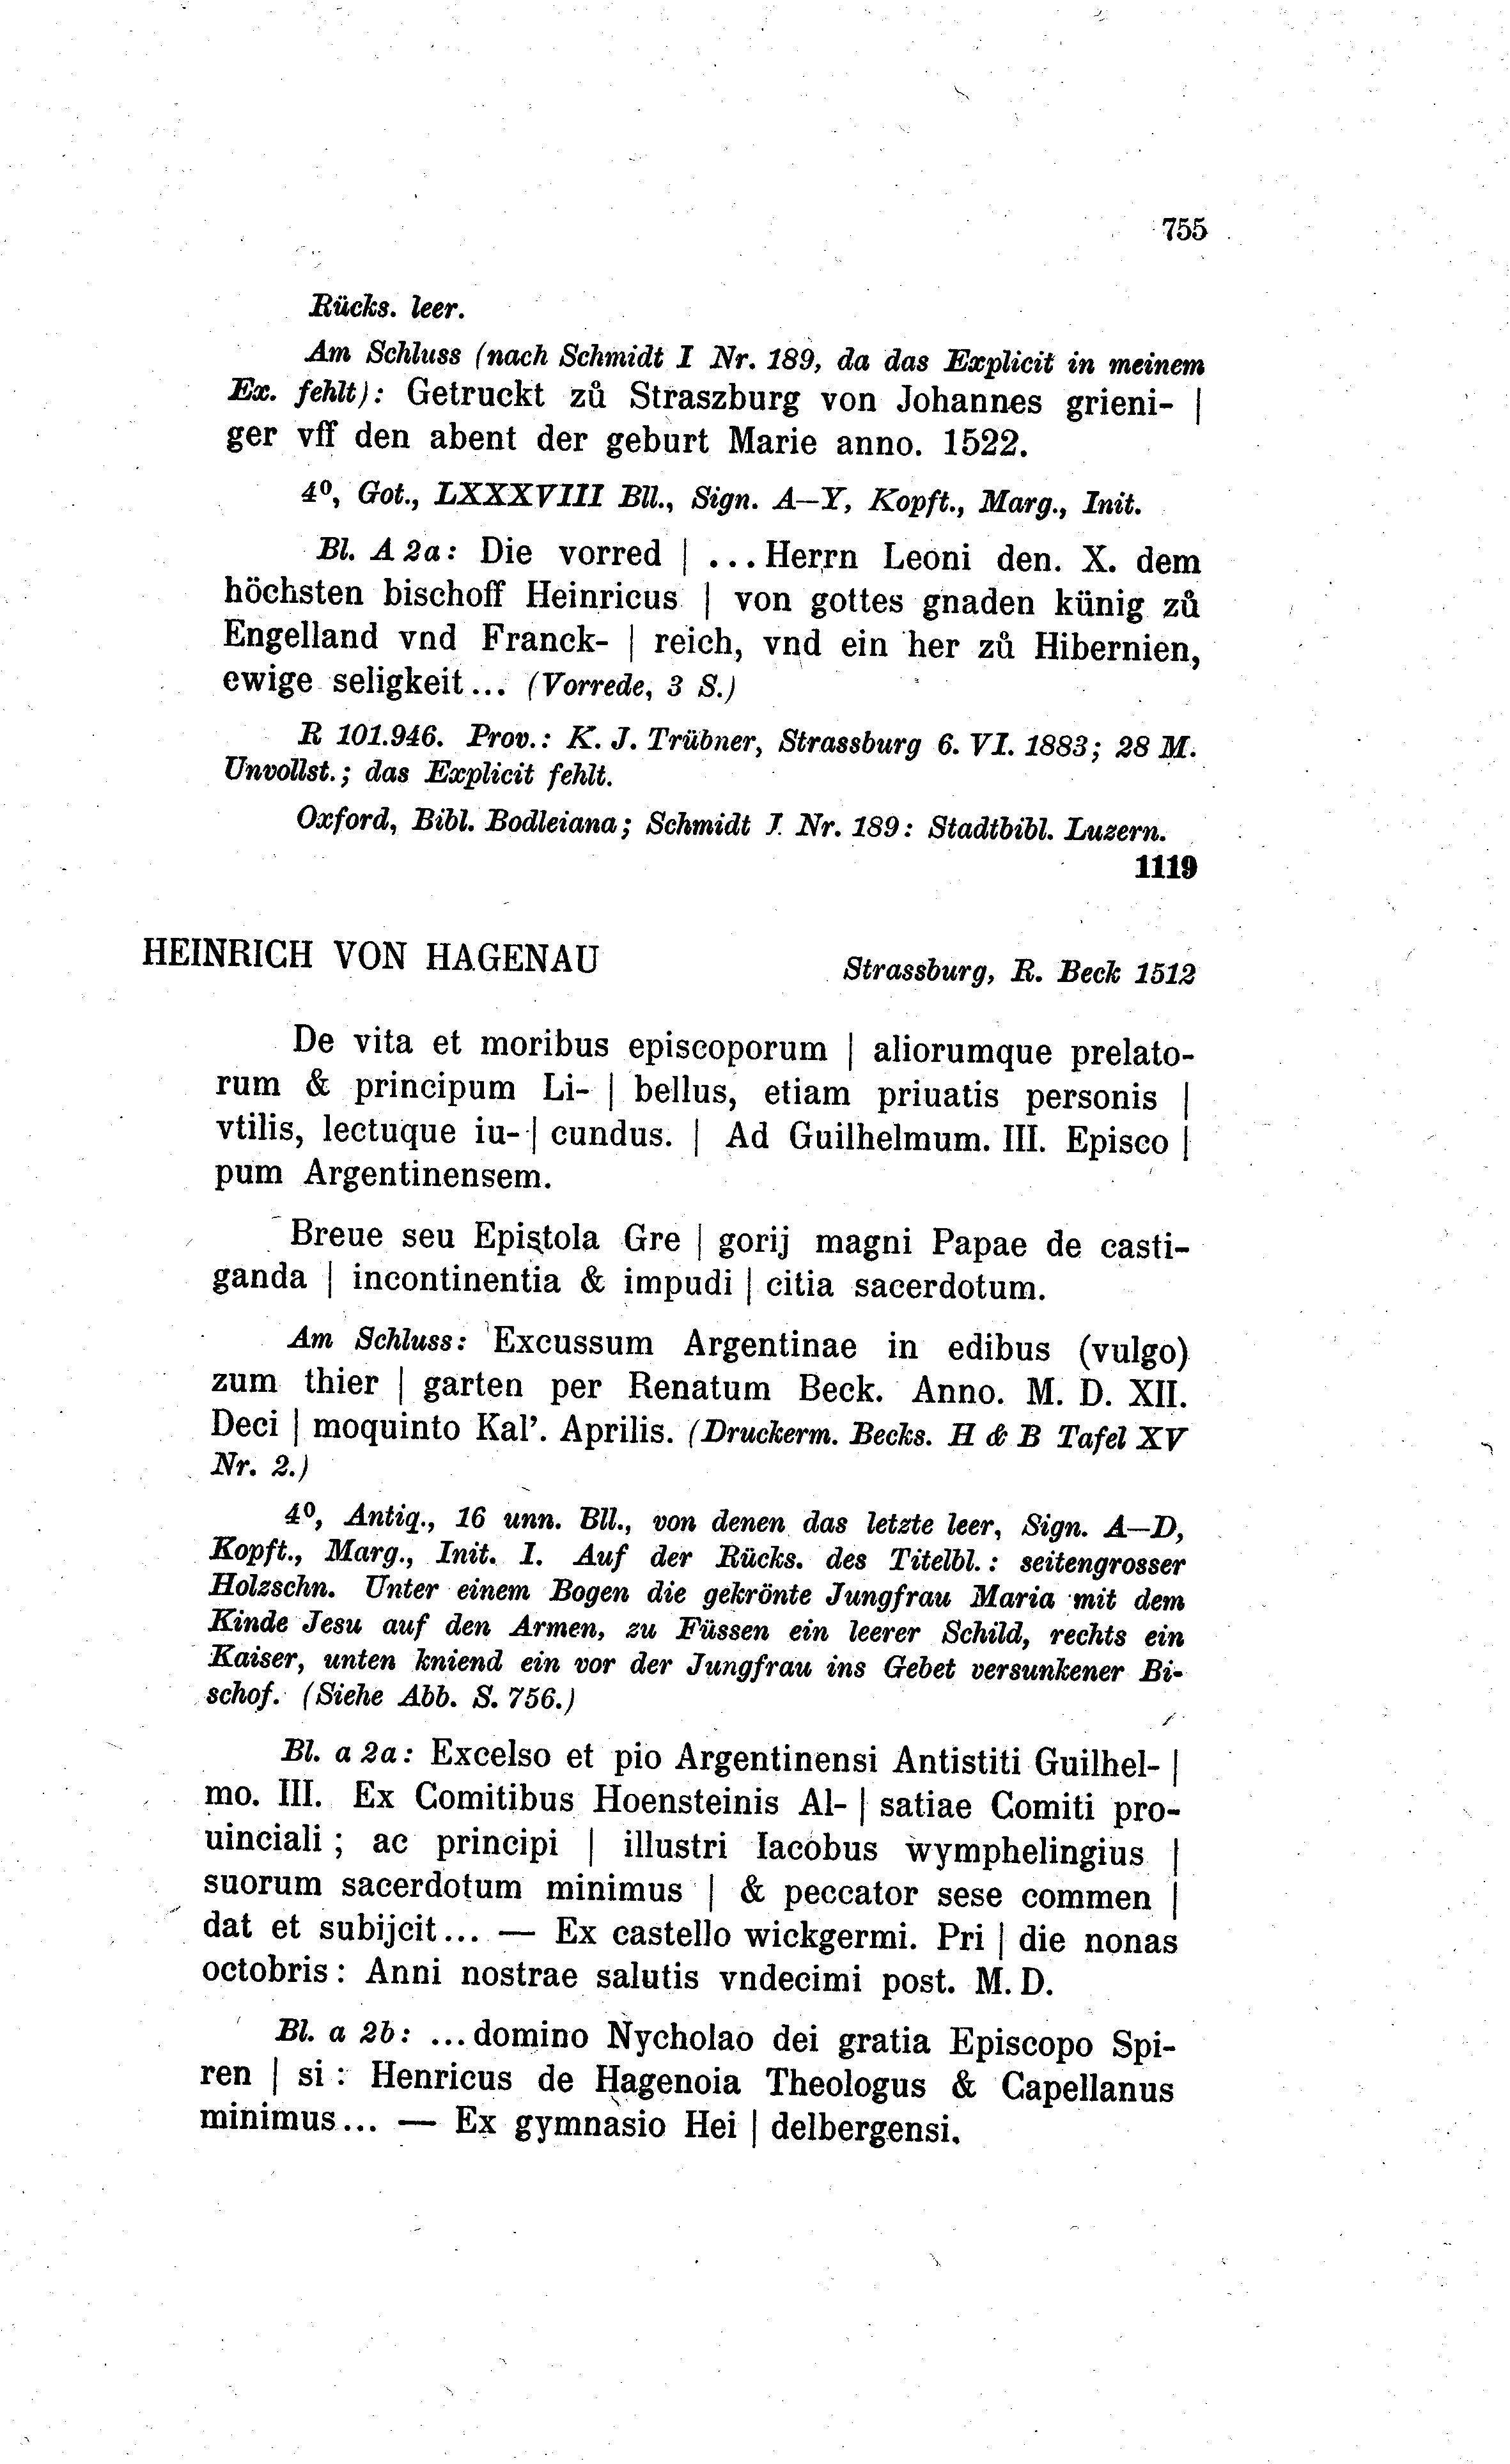 755
Rücks. leer.
Am Schluss (nach Schmidt I Nr. 189, da das Explicit in meinem
Ex. fehlt): Getruckt zů Straszburg von Johannes grieni- |
ger vff den abent der geburt Marie anno. 1522.
4⁰, Got., LXXXVIII Bll., Sign. A—Y, Kopft., Marg., Init.
Bl. A 2a: Die vorred | ... Herrn Leoni den. X. dem
höchsten bischoff Heinricus | von gottes gnaden künig zů
Engelland vnd Franck- | reich, vnd ein her zů Hibernien,
ewige seligkeit... (Vorrede, 3 S.)
R 101.946. Prov.: K. J. Trübner, Strassburg 6. VI. 1883; 28 M.
Unvollst.; das Explicit fehlt.
Oxford, Bibl. Bodleiana; Schmidt I Nr. 189: Stadtbibl. Luzern.
1119
HEINRICH VON HAGENAU
Strassburg, R. Beck 1512
De vita et moribus episcoporum | aliorumque prelato-
rum & principum Li- | bellus, etiam priuatis personis |
vtilis, lectuque iu- | cundus. | Ad Guilhelmum. III. Episco |
pum Argentinensem.
Breue seu Epistola Gre | gorij magni Papae de casti-
ganda | incontinentia & impudi | citia sacerdotum.
Am Schluss: Excussum Argentinae in edibus (vulgo)
zum thier | garten per Renatum Beck. Anno. M. D. XII.
Deci | moquinto Kal’. Aprilis. (Druckerm. Becks. H & B Tafel XV
Nr. 2.)
4⁰, Antiq., 16 unn. Bll., von denen das letzte leer, Sign. A—D,
Kopft., Marg., Init. I. Auf der Rücks. des Titelbl.: seitengrosser
Holzschn. Unter einem Bogen die gekrönte Jungfrau Maria mit dem
Kinde Jesu auf den Armen, zu Füssen ein leerer Schild, rechts ein
Kaiser, unten kniend ein vor der Jungfrau ins Gebet versunkener Bi-
schof. (Siehe Abb. S. 756.)
Bl. a 2a: Excelso et pio Argentinensi Antistiti Guilhel- |
mo. III. Ex Comitibus Hoensteinis Al- | satiae Comiti pro-
uinciali ; ac principi | illustri Iacobus wymphelingius |
suorum sacerdotum minimus | & peccator sese commen |
dat et subijcit... — Ex castello wickgermi. Pri | die nonas
octobris : Anni nostrae salutis vndecimi post. M. D.
Bl. a 2b: ...domino Nycholao dei gratia Episcopo Spi-
ren | si : Henricus de Hagenoia Theologus & Capellanus
minimus... — Ex gymnasio Hei | delbergensi.